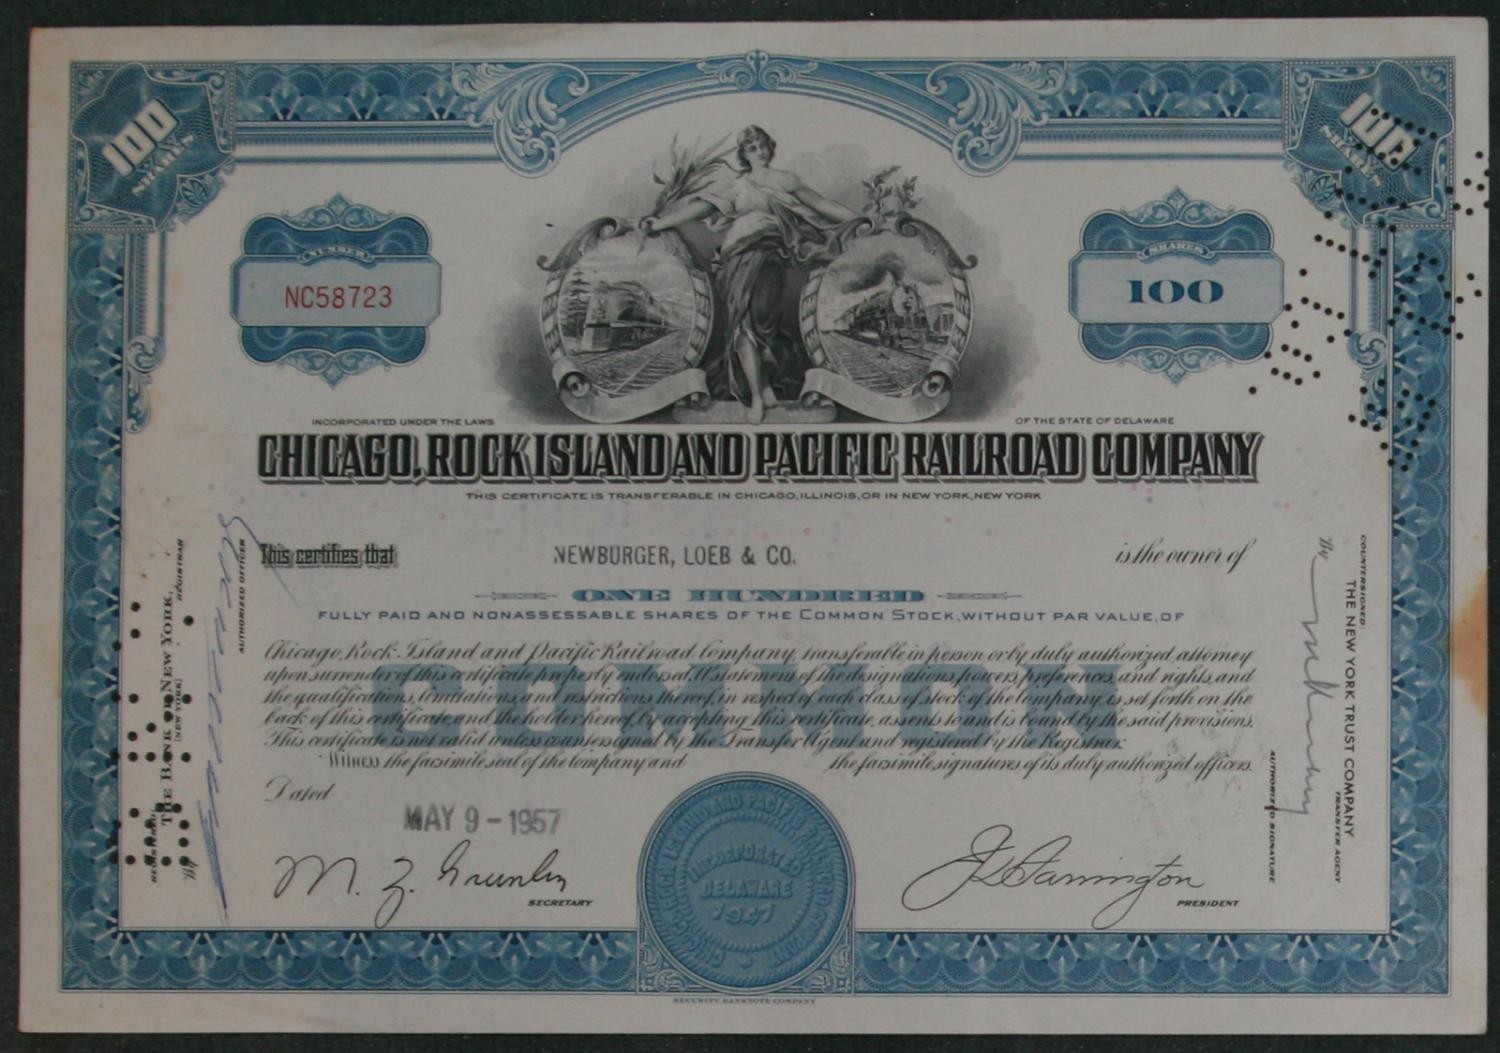 100
SHARES
100
SHARES
NUMBER
NC58723
SHARES
100
INCORPORATED UNDER THE LAWS
OF THE STATE OF DELAWARE
CHICAGO, ROCK ISLAND AND PACIFIC RAILROAD COMPANY
THIS CERTIFICATE IS TRANSFERABLE IN CHICAGO, ILLINOIS, OR IN NEW YORK, NEW YORK
This certifies that
NEWBURGER, LOEB & CO.
is the owner of
ONE HUNDRED
FULLY PAID AND NONASSESSABLE SHARES OF THE COMMON STOCK, WITHOUT PAR VALUE, OF
Chicago, Rock Island and Pacific Railroad Company, transferable in person or by duly authorized attorney
upon surrender of this certificate properly endorsed. A statement of the designations, powers, preferences, and rights, and
the qualifications, limitations, and restrictions thereof, in respect of each class of stock of the Company, is set forth on the
back of this certificate, and the holder hereof, by accepting this certificate, assents to and is bound by the said provisions.
This certificate is not valid unless countersigned by the Transfer Agent and registered by the Registrar.
COMMON
Witness the facsimile seal of the Company and
the facsimile signatures of its duly authorized officers.
Dated
MAY 9 - 1957
SECRETARY
PRESIDENT
CHICAGO, ROCK ISLAND AND PACIFIC RAILROAD COMPANY
INCORPORATED
DELAWARE
1947
SECURITY BANKNOTE COMPANY
REGISTERED:
THE BANK OF NEW YORK,
(NEW YORK)
REGISTRAR
AUTHORIZED OFFICER
COUNTERSIGNED:
THE NEW YORK TRUST COMPANY
TRANSFER AGENT
By
AUTHORIZED SIGNATURE